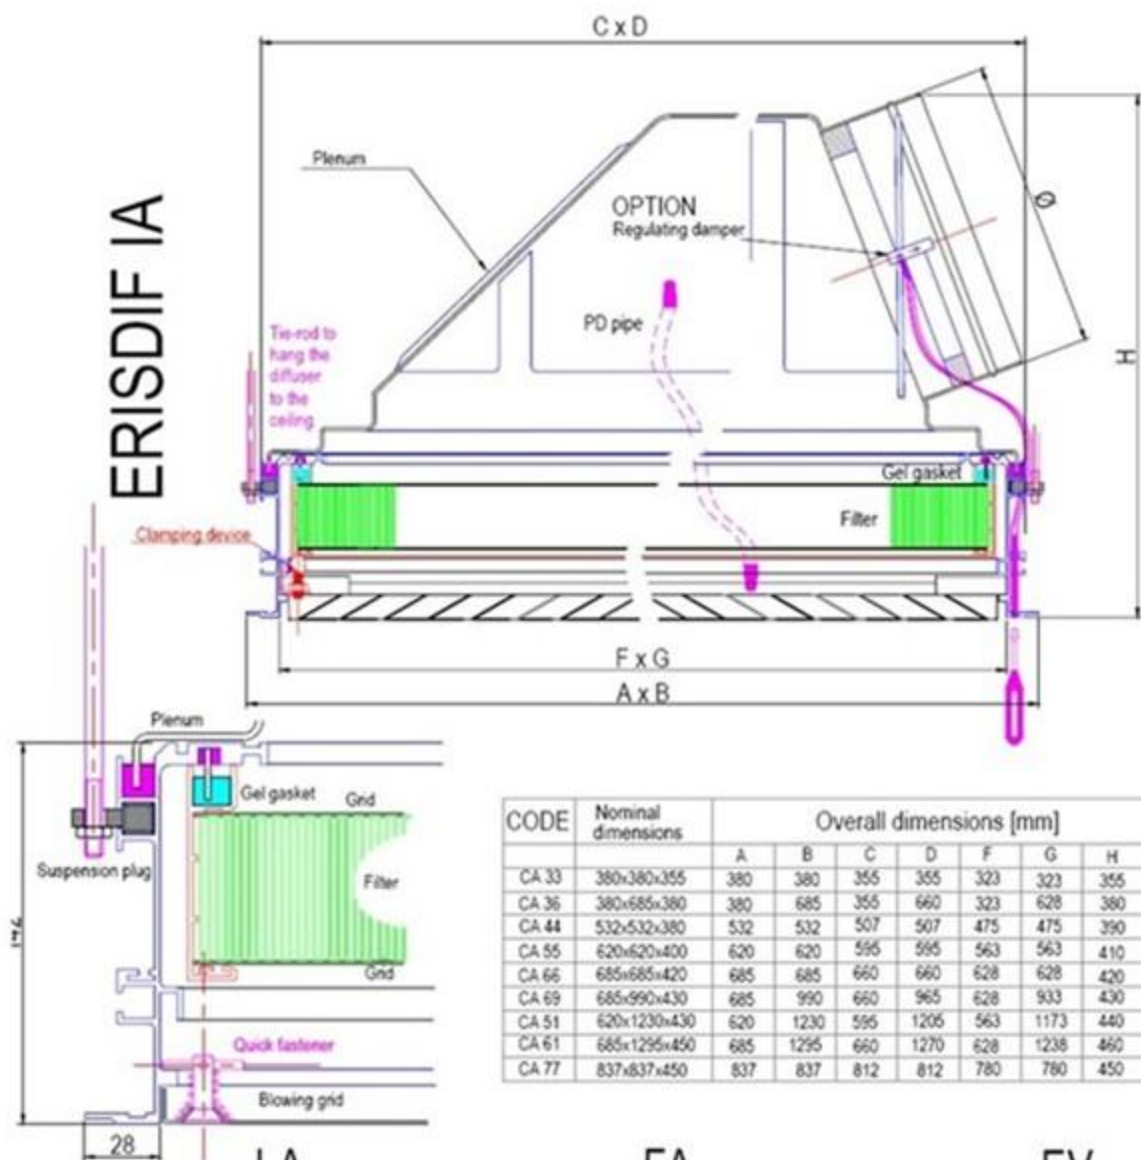 C x D
Plenum
OPTION
Regulating damper
Ø
H
ERISDIF IA
PD pipe
Tie-rod to
hang the
diffuser
to the
ceiling
Gel gasket
Filter
Clamping device
F x G
A x B
Plenum
Gel gasket
Grid
Suspension plug
Filter
Grid
Quick fastener
Blowing grid
28
CODE Nominal dimensions Overall dimensions [mm]
A B C D F G H
CA 33 380x380x355 380 380 355 355 323 323 355
CA 36 380x685x380 380 685 355 660 323 628 380
CA 44 532x532x380 532 532 507 507 475 475 390
CA 55 620x620x400 620 620 595 595 563 563 410
CA 66 685x685x420 685 685 660 660 628 628 420
CA 69 685x990x430 685 990 660 965 628 933 430
CA 51 620x1230x430 620 1230 595 1205 563 1173 440
CA 61 685x1295x450 685 1295 660 1270 628 1238 460
CA 77 837x837x450 837 837 812 812 780 780 450